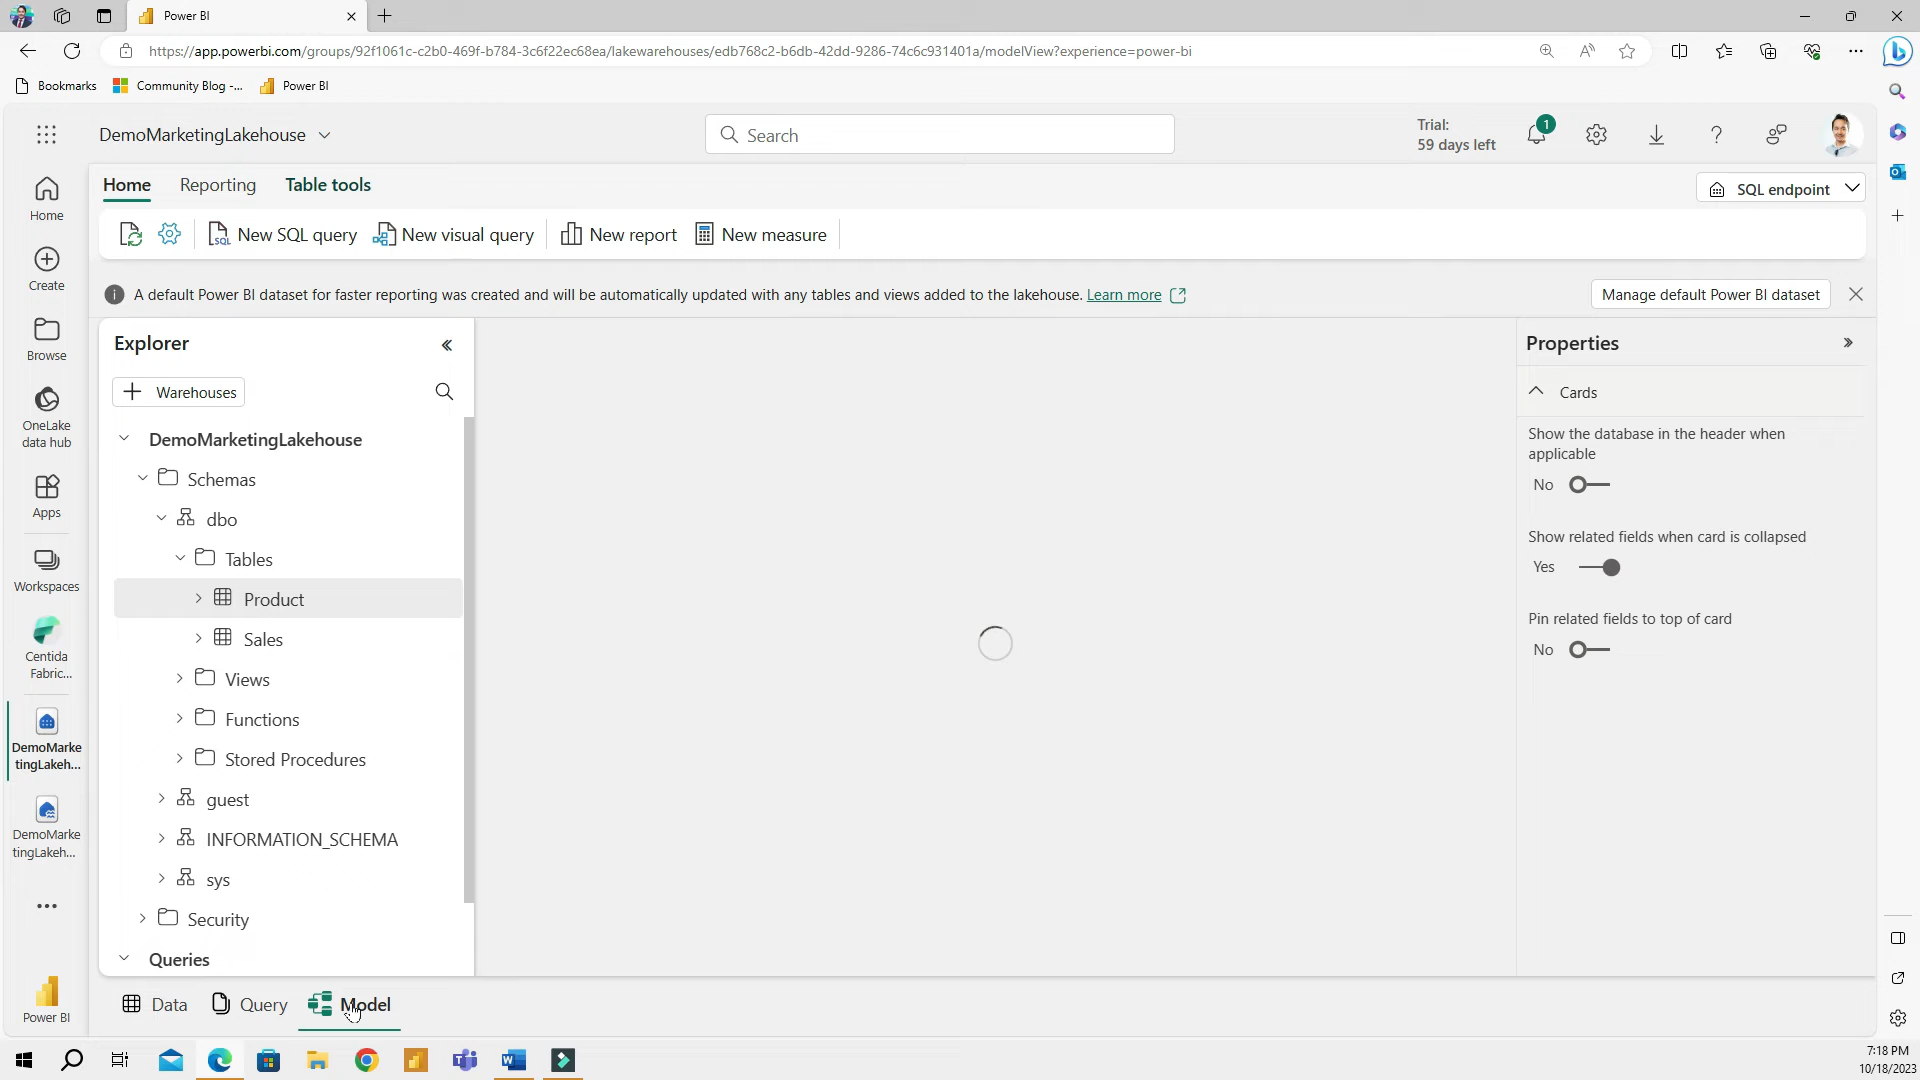 Power BI
https://app.powerbi.com/groups/92f1061c-c2b0-469f-b784-3c6f22ec68ea/lakewarehouses/edb768c2-b6db-42dd-9286-74c6c931401a/modelView?experience=power-bi
Bookmarks
Community Blog -...
Power BI
DemoMarketingLakehouse
Search
Trial:
59 days left
1
Home
Reporting
Table tools
SQL endpoint
New SQL query
New visual query
New report
New measure
A default Power BI dataset for faster reporting was created and will be automatically updated with any tables and views added to the lakehouse. Learn more
Manage default Power BI dataset
Home
Create
Browse
OneLake
data hub
Apps
Workspaces
Centida
Fabric...
DemoMarke
tingLakeh...
DemoMarke
tingLakeh...
Power BI
Explorer
Warehouses
DemoMarketingLakehouse
Schemas
dbo
Tables
Product
Sales
Views
Functions
Stored Procedures
guest
INFORMATION_SCHEMA
sys
Security
Queries
Properties
Cards
Show the database in the header when
applicable
No
Show related fields when card is collapsed
Yes
Pin related fields to top of card
No
Data
Query
Model
7:18 PM
10/18/2023